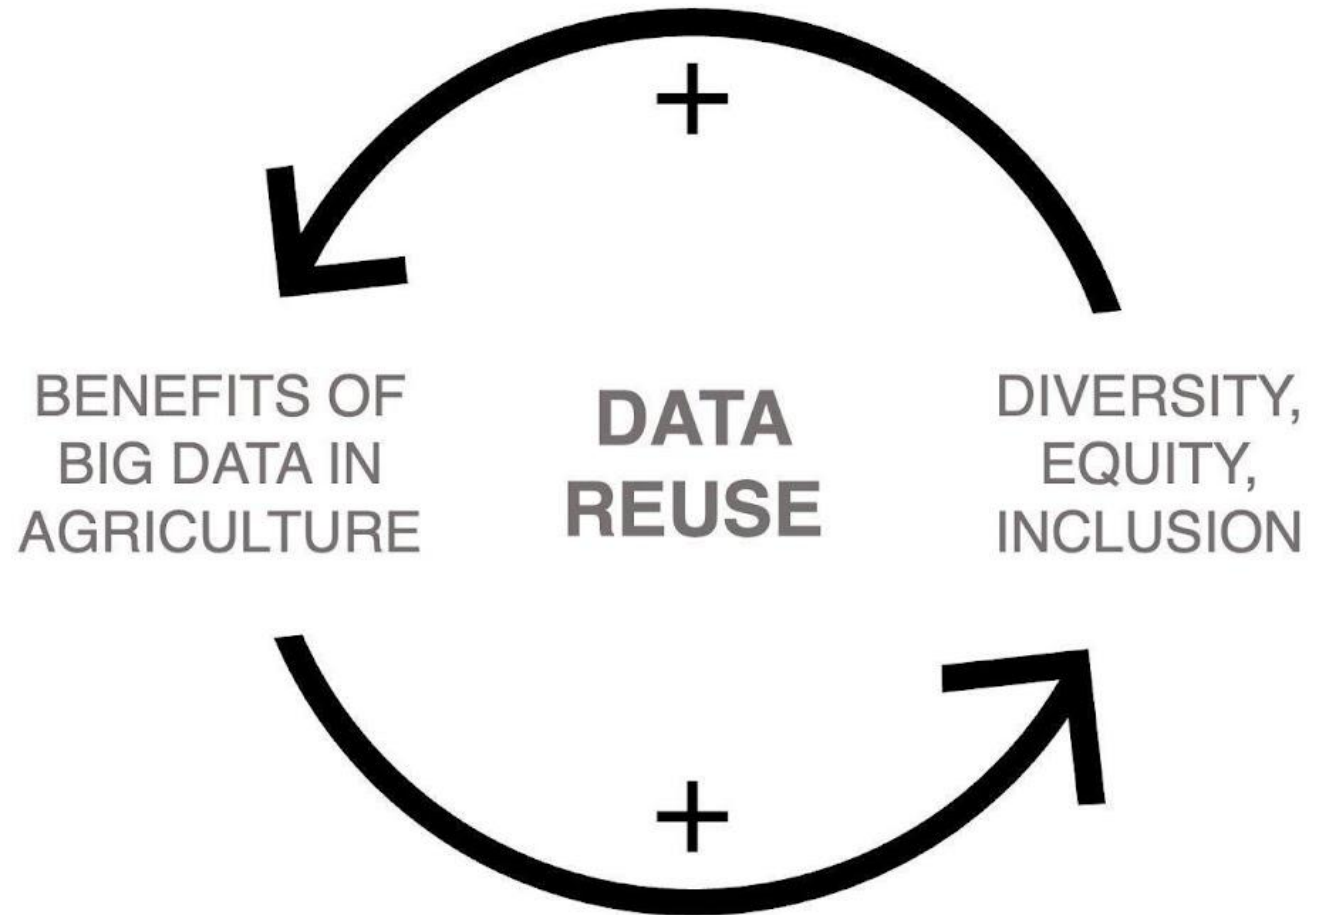 +
BENEFITS OF
BIG DATA IN
AGRICULTURE
DATA
REUSE
DIVERSITY,
EQUITY,
INCLUSION
+